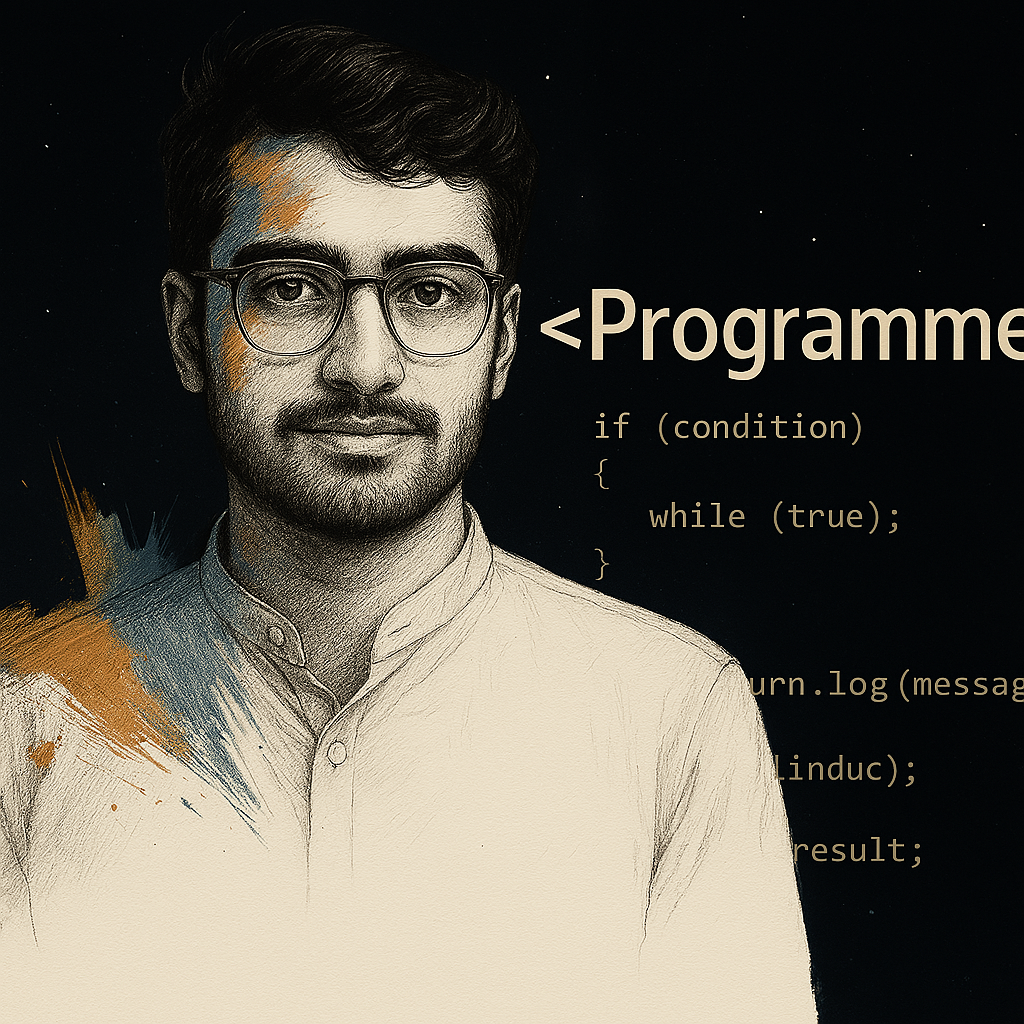 <Programme
if (condition)
{
while (true);
}
urn.log(messag
linduc);
result;